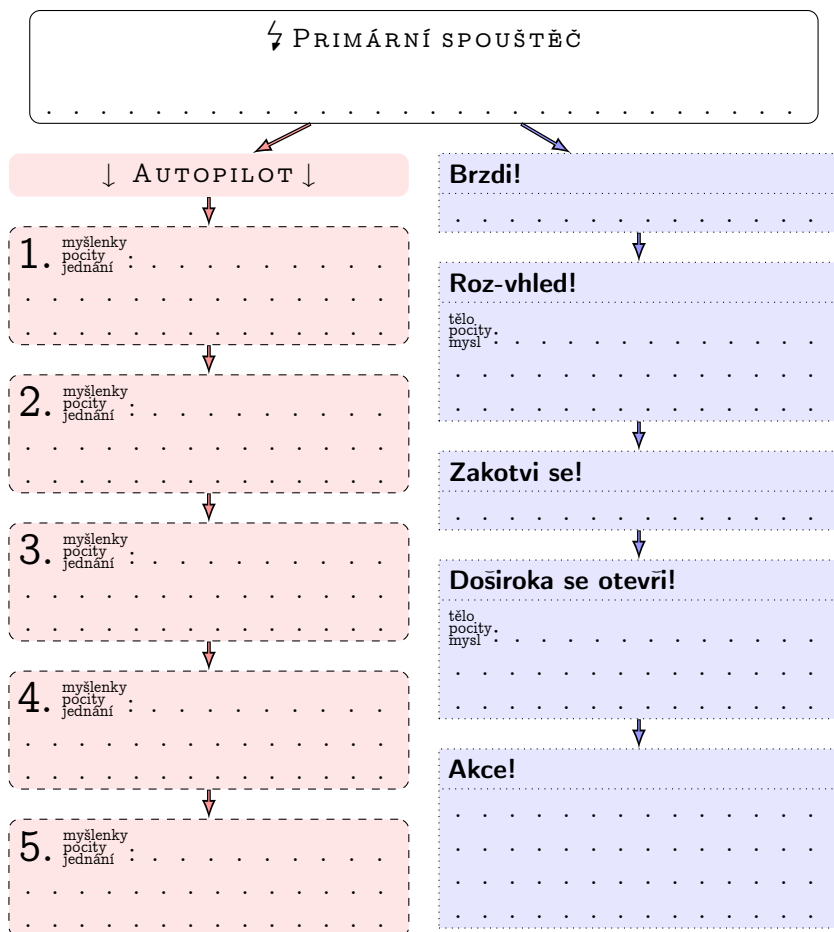 Primární spouštěč
↓ Autopilot ↓
1. myšlenky
pocity
jednání :
2. myšlenky
pocity
jednání :
3. myšlenky
pocity
jednání :
4. myšlenky
pocity
jednání :
5. myšlenky
pocity
jednání :
Brzdi!
Roz-vhled!
tělo
pocity
mysl :
Zakotvi se!
Doširoka se otevři!
tělo
pocity
mysl :
Akce!